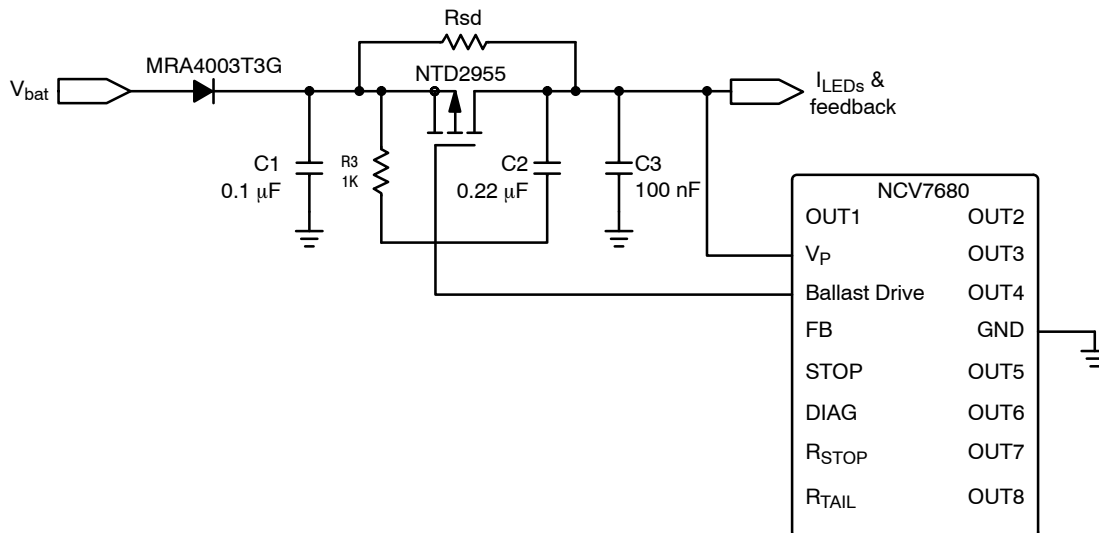 Rsd
MRA4003T3G
NTD2955
V_bat
I_LEDs &
feedback
C1
0.1 μF
R3
1K
C2
0.22 μF
C3
100 nF
NCV7680
OUT1 OUT2
V_P OUT3
Ballast Drive OUT4
FB GND
STOP OUT5
DIAG OUT6
R_STOP OUT7
R_TAIL OUT8